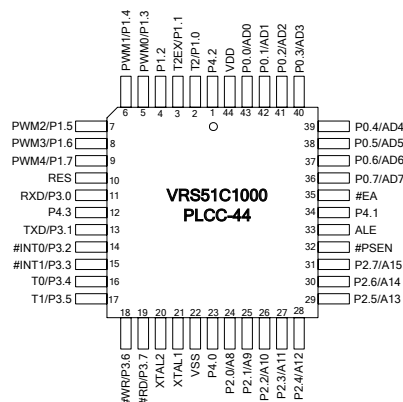 PWM1/P1.4
PWM0/P1.3
P1.2
T2EX/P1.1
T2/P1.0
P4.2
VDD
P0.0/AD0
P0.1/AD1
P0.2/AD2
P0.3/AD3
6 5 4 3 2 1 44 43 42 41 40
PWM2/P1.5 7
PWM3/P1.6 8
PWM4/P1.7 9
RES 10
RXD/P3.0 11
P4.3 12
TXD/P3.1 13
#INT0/P3.2 14
#INT1/P3.3 15
T0/P3.4 16
T1/P3.5 17
VRS51C1000
PLCC-44
39 P0.4/AD4
38 P0.5/AD5
37 P0.6/AD6
36 P0.7/AD7
35 #EA
34 P4.1
33 ALE
32 #PSEN
31 P2.7/A15
30 P2.6/A14
29 P2.5/A13
18 19 20 21 22 23 24 25 26 27 28
#WR/P3.6
#RD/P3.7
XTAL2
XTAL1
VSS
P4.0
P2.0/A8
P2.1/A9
P2.2/A10
P2.3/A11
P2.4/A12